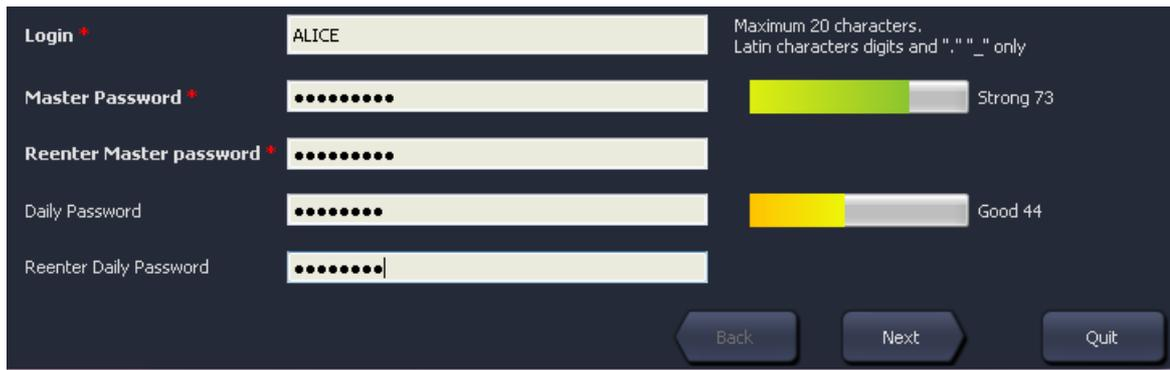 Login *
ALICE
Maximum 20 characters.
Latin characters digits and "." "_" only
Master Password *
●●●●●●●●●
Strong 73
Reenter Master password *
●●●●●●●●●
Daily Password
●●●●●●●●
Good 44
Reenter Daily Password
●●●●●●●●
Back
Next
Quit